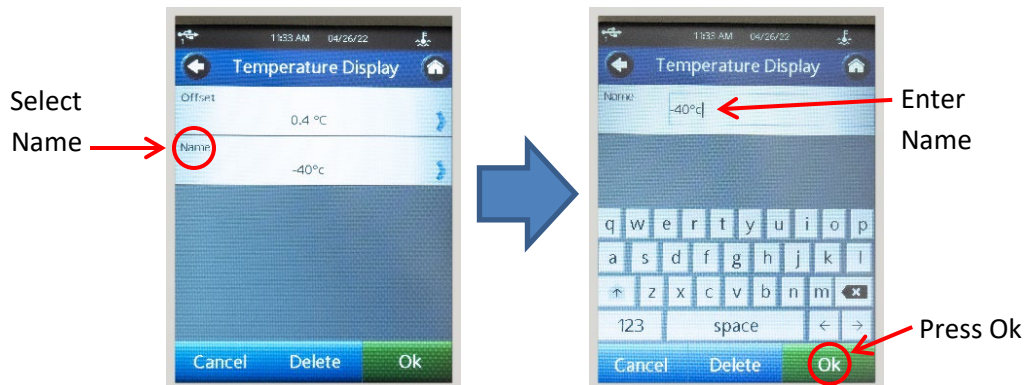 Select
Name
11:33 AM 04/26/22
Temperature Display
Offset
0.4 °C
Name
-40°c
Cancel Delete Ok
11:33 AM 04/26/22
Temperature Display
Name
-40°c
q w e r t y u i o p
a s d f g h j k l
z x c v b n m
123 space ← →
Cancel Delete Ok
Enter
Name
Press Ok